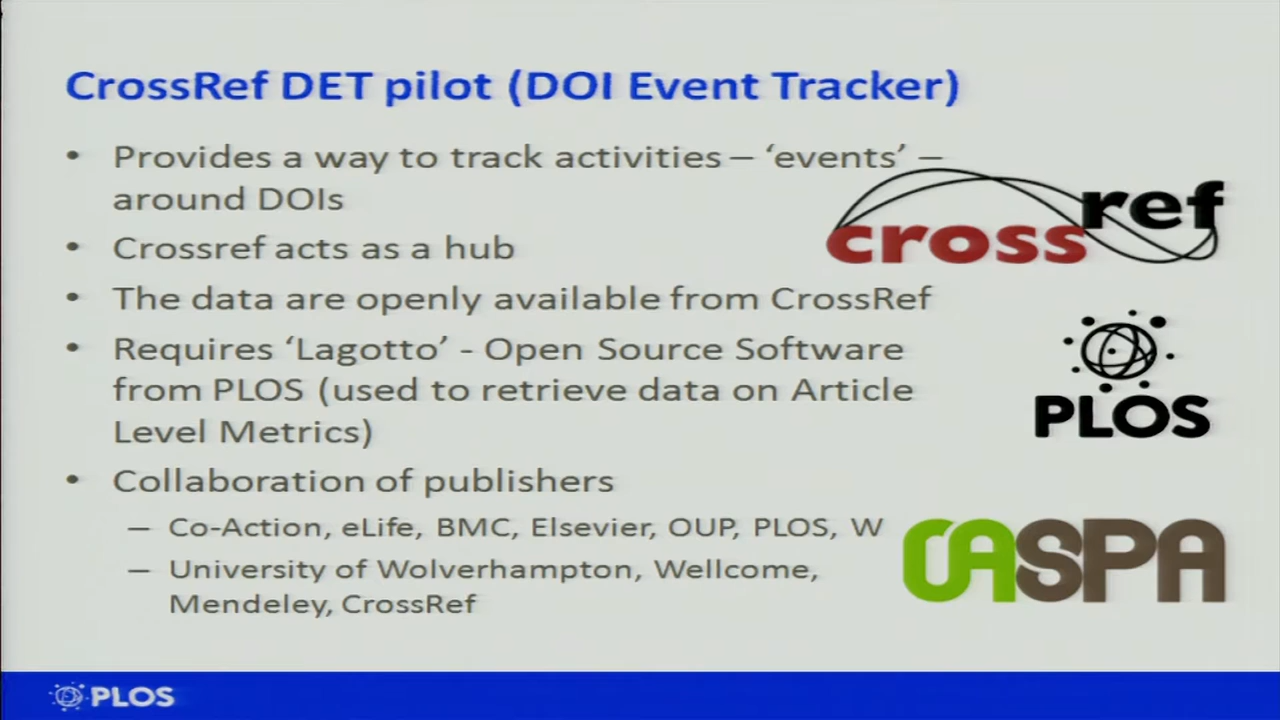 CrossRef DET pilot (DOI Event Tracker)
• Provides a way to track activities – ‘events’ –
around DOIs
• Crossref acts as a hub
• The data are openly available from CrossRef
• Requires ‘Lagotto’ - Open Source Software
from PLOS (used to retrieve data on Article
Level Metrics)
• Collaboration of publishers
– Co-Action, eLife, BMC, Elsevier, OUP, PLOS, W
– University of Wolverhampton, Wellcome,
Mendeley, CrossRef
cross ref
PLOS
OASPA
PLOS